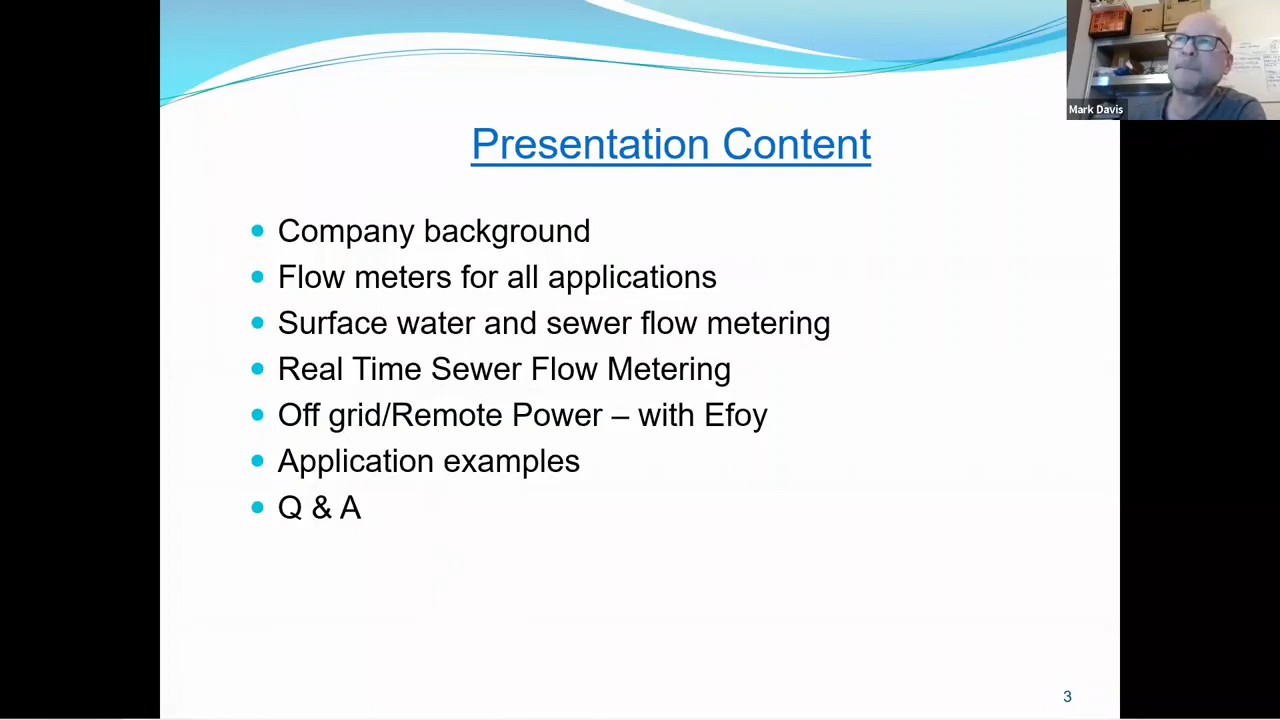 Mark Davis
Presentation Content
Company background
Flow meters for all applications
Surface water and sewer flow metering
Real Time Sewer Flow Metering
Off grid/Remote Power – with Efoy
Application examples
Q & A
3